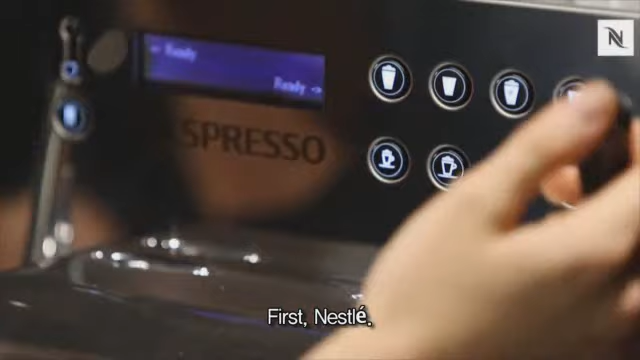 ← Ready
Ready →
SPRESSO
First, Nestlé.